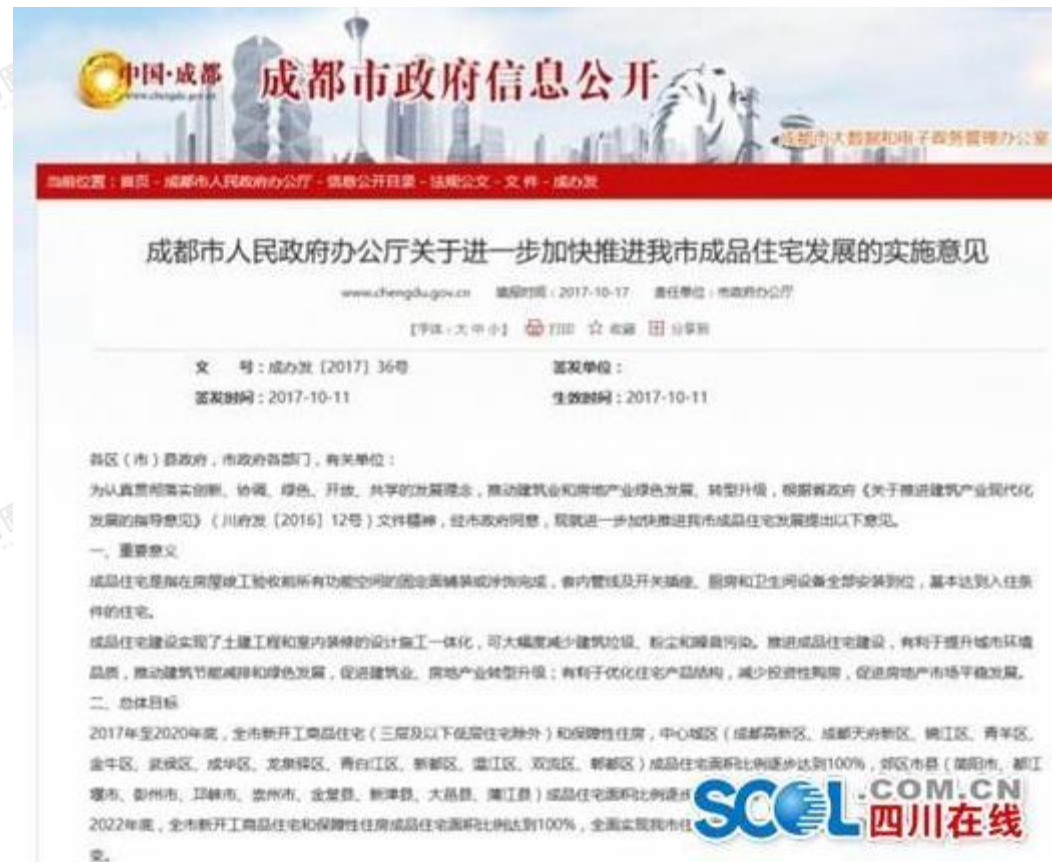 中国·成都
www.chengdu.gov.cn
成都市政府信息公开
成都市大数据和电子政务管理办公室
当前位置：首页 - 成都市人民政府办公厅 - 信息公开目录 - 法规公文 - 文件 - 成办发
成都市人民政府办公厅关于进一步加快推进我市成品住宅发展的实施意见
www.chengdu.gov.cn 填报时间：2017-10-17 责任单位：市政府办公厅
【字体：大 中 小】 打印 收藏 分享到
文 号：成办发〔2017〕36号 签发单位：
签发时间：2017-10-11 生效时间：2017-10-11
各区（市）县政府，市政府各部门，有关单位：
为认真贯彻落实创新、协调、绿色、开放、共享的发展理念，推动建筑业和房地产业绿色发展、转型升级，根据省政府《关于推进建筑产业现代化
发展的指导意见》（川府发〔2016〕12号）文件精神，经市政府同意，现就进一步加快推进我市成品住宅发展提出以下意见。
一、重要意义
成品住宅是指在房屋竣工验收前所有功能空间的固定面铺装或涂饰完成，套内管线及开关插座、厨房和卫生间设备全部安装到位，基本达到入住条
件的住宅。
成品住宅建设实现了土建工程和室内装修的设计施工一体化，可大幅度减少建筑垃圾、粉尘和噪音污染。推进成品住宅建设，有利于提升城市环境
品质，推动建筑节能减排和绿色发展，促进建筑业、房地产业转型升级；有利于优化住宅产品结构，减少投资性购房，促进房地产市场平稳发展。
二、总体目标
2017年至2020年底，全市新开工商品住宅（三层及以下低层住宅除外）和保障性住房，中心城区（成都高新区、成都天府新区、锦江区、青羊区、
金牛区、武侯区、成华区、龙泉驿区、青白江区、新都区、温江区、双流区、郫都区）成品住宅面积比例逐步达到100%，郊区市县（简阳市、都江
堰市、彭州市、邛崃市、崇州市、金堂县、新津县、大邑县、蒲江县）成品住宅面积比例逐步
2022年底，全市新开工商品住宅和保障性住房成品住宅面积比例达到100%，全面实现我市住
变。
SCOL.COM.CN
四川在线